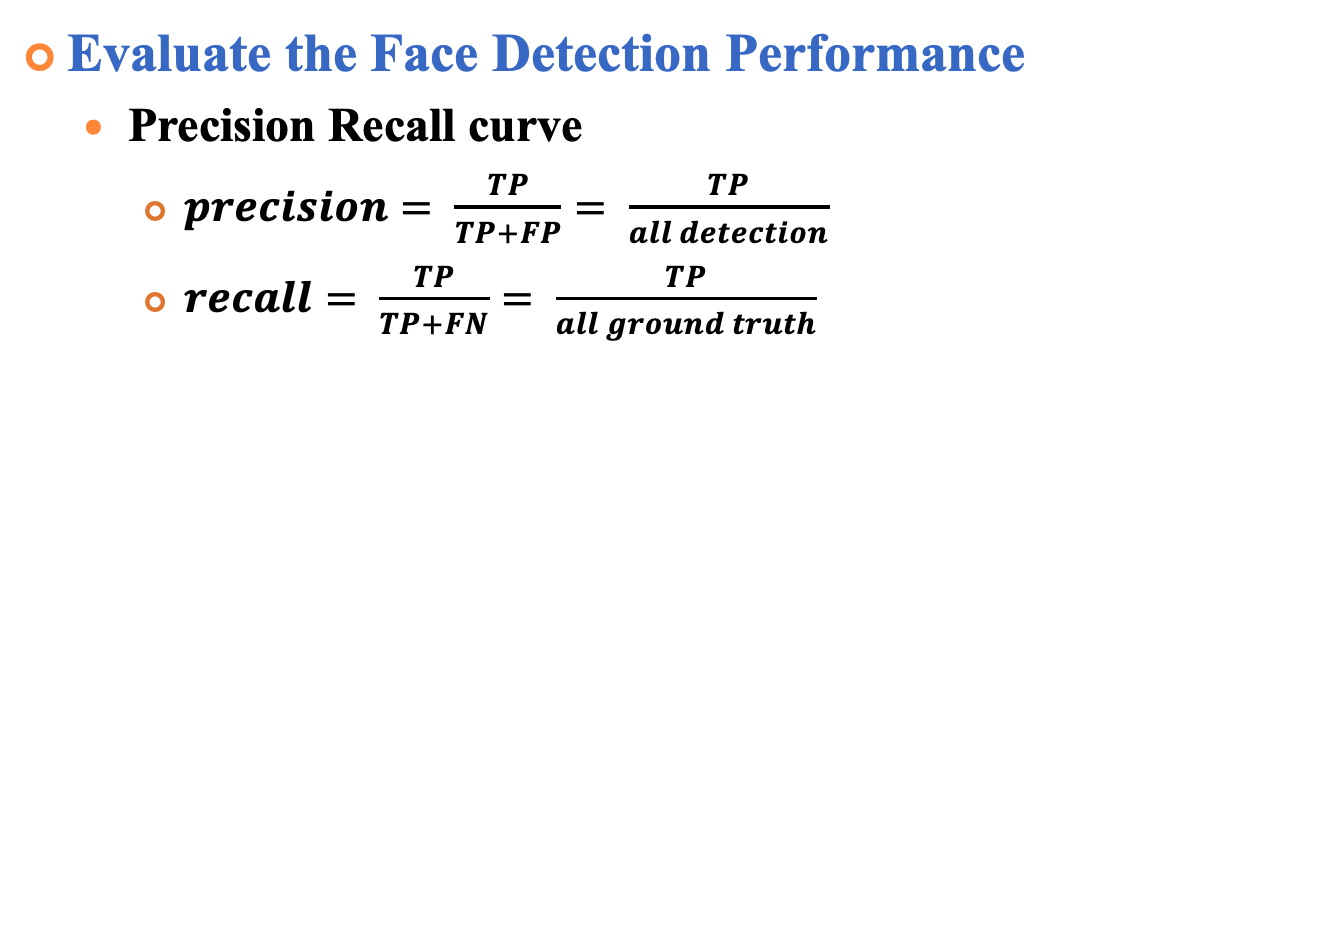 Evaluate the Face Detection Performance
Precision Recall curve
precision = TP/TP+FP = TP/all detection
recall = TP/TP+FN = TP/all ground truth